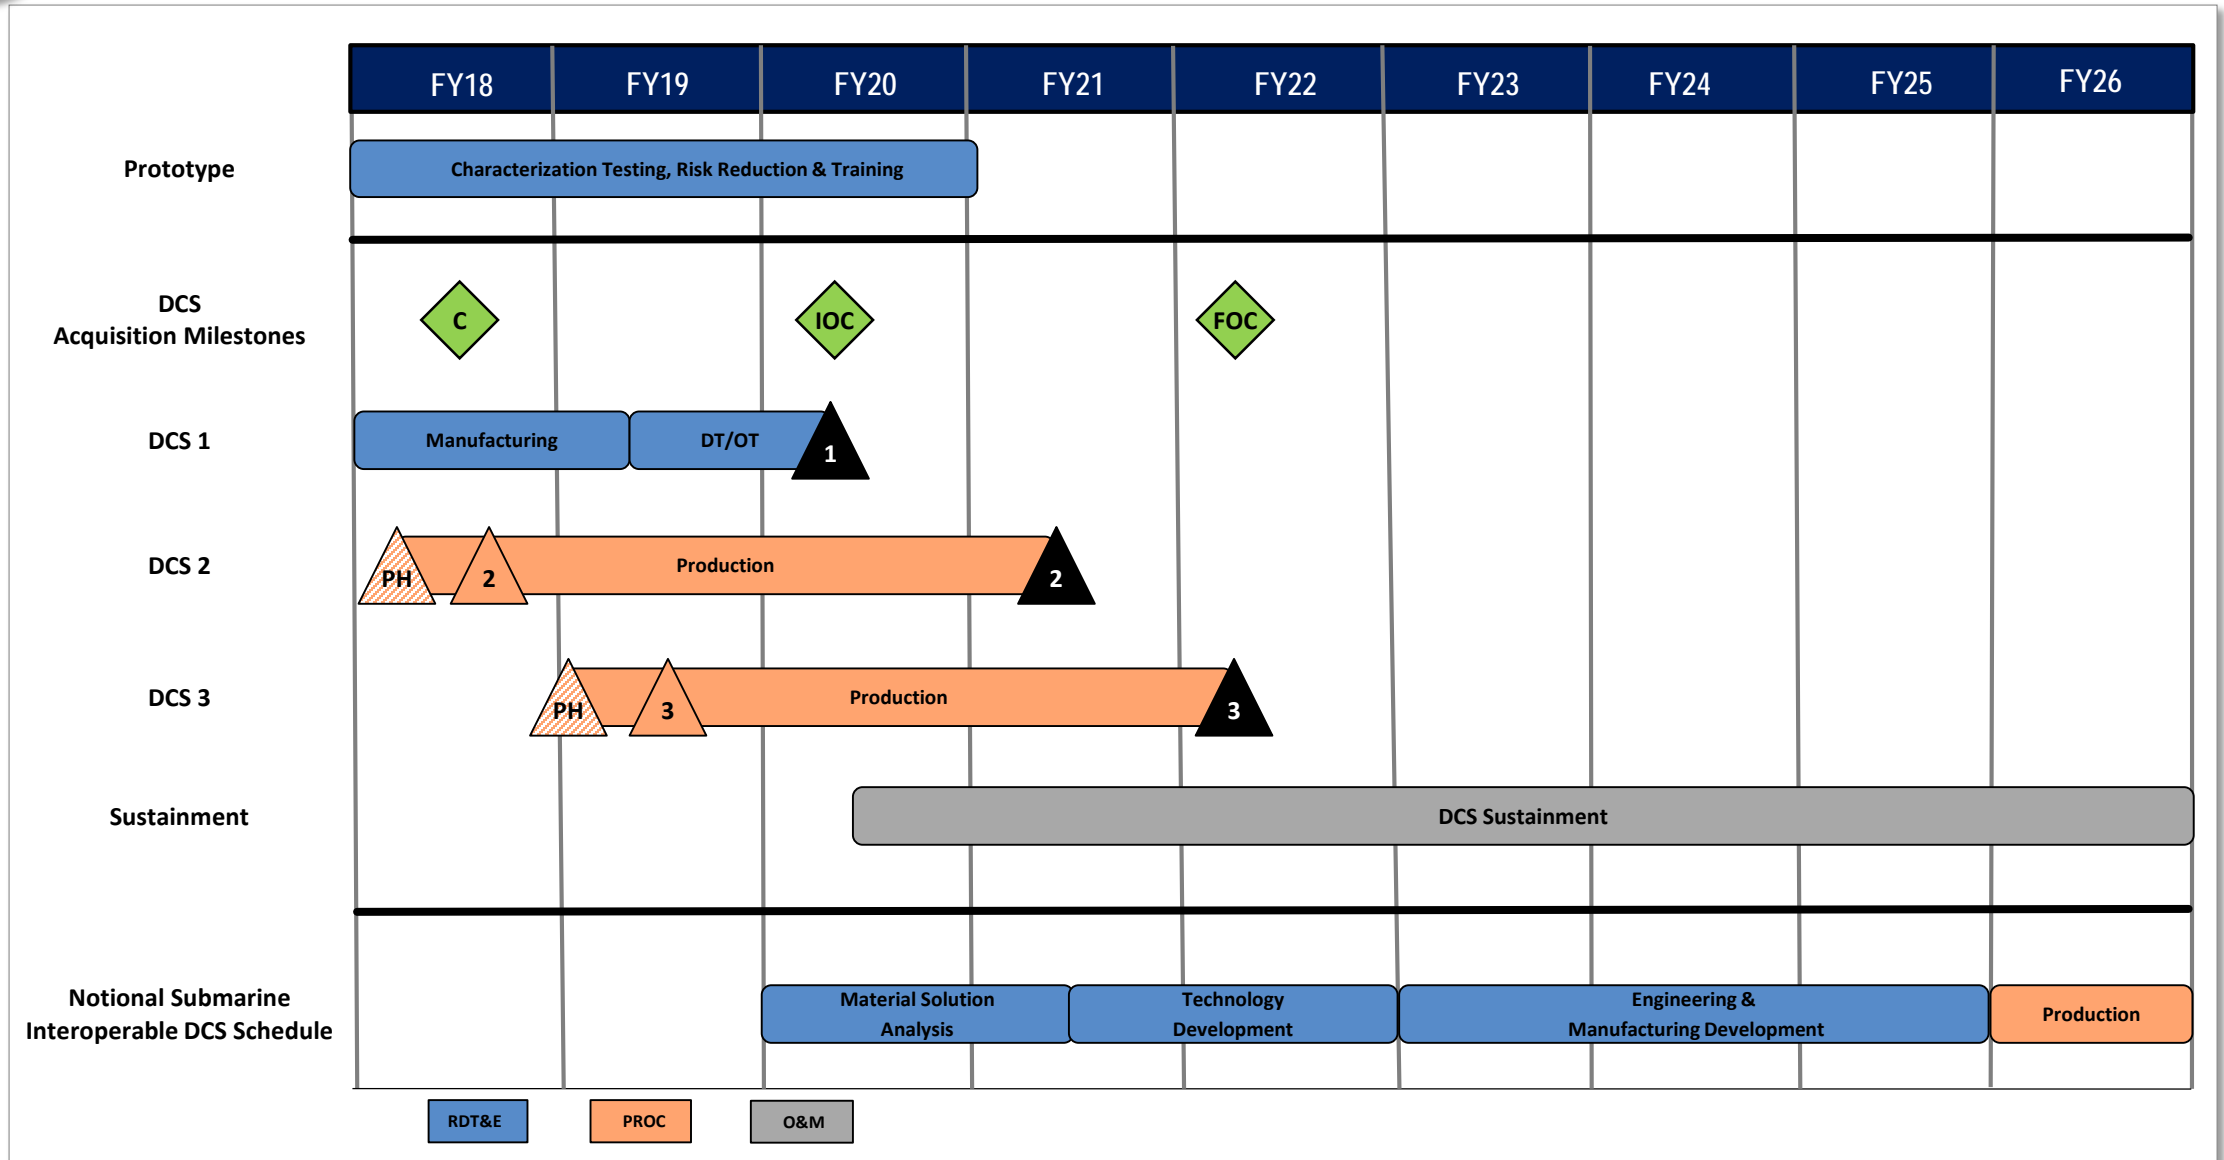 FY18 FY19 FY20 FY21 FY22 FY23 FY24 FY25 FY26
Prototype
Characterization Testing, Risk Reduction & Training
DCS
Acquisition Milestones
C
IOC
FOC
DCS 1
Manufacturing
DT/OT
1
DCS 2
PH
2
Production
2
DCS 3
PH
3
Production
3
Sustainment
DCS Sustainment
Notional Submarine
Interoperable DCS Schedule
Material Solution
Analysis
Technology
Development
Engineering &
Manufacturing Development
Production
RDT&E
PROC
O&M